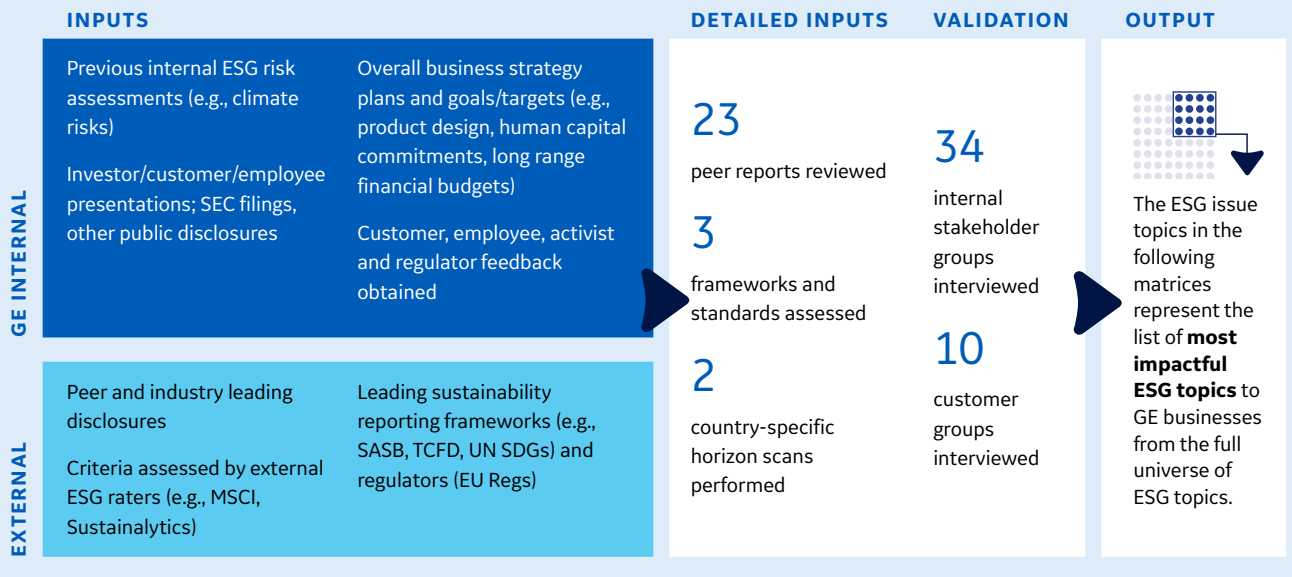 INPUTS
GE INTERNAL
Previous internal ESG risk
assessments (e.g., climate
risks)
Investor/customer/employee
presentations; SEC filings,
other public disclosures
Overall business strategy
plans and goals/targets (e.g.,
product design, human capital
commitments, long range
financial budgets)
Customer, employee, activist
and regulator feedback
obtained
EXTERNAL
Peer and industry leading
disclosures
Criteria assessed by external
ESG raters (e.g., MSCI,
Sustainalytics)
Leading sustainability
reporting frameworks (e.g.,
SASB, TCFD, UN SDGs) and
regulators (EU Regs)
DETAILED INPUTS
23
peer reports reviewed
3
frameworks and
standards assessed
2
country-specific
horizon scans
performed
VALIDATION
34
internal
stakeholder
groups
interviewed
10
customer
groups
interviewed
OUTPUT
The ESG issue
topics in the
following
matrices
represent the
list of most
impactful
ESG topics to
GE businesses
from the full
universe of
ESG topics.